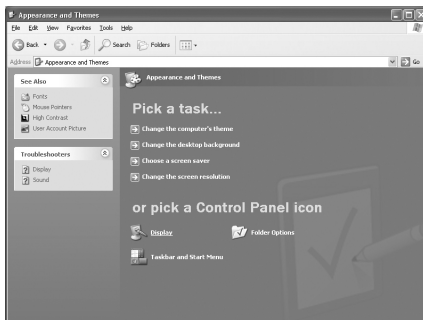 Appearance and Themes
File Edit View Favorites Tools Help
Back Search Folders
Address Appearance and Themes Go
See Also
Fonts
Mouse Pointers
High Contrast
User Account Picture
Troubleshooters
Display
Sound
Appearance and Themes
Pick a task...
Change the computer's theme
Change the desktop background
Choose a screen saver
Change the screen resolution
or pick a Control Panel icon
Display Folder Options
Taskbar and Start Menu